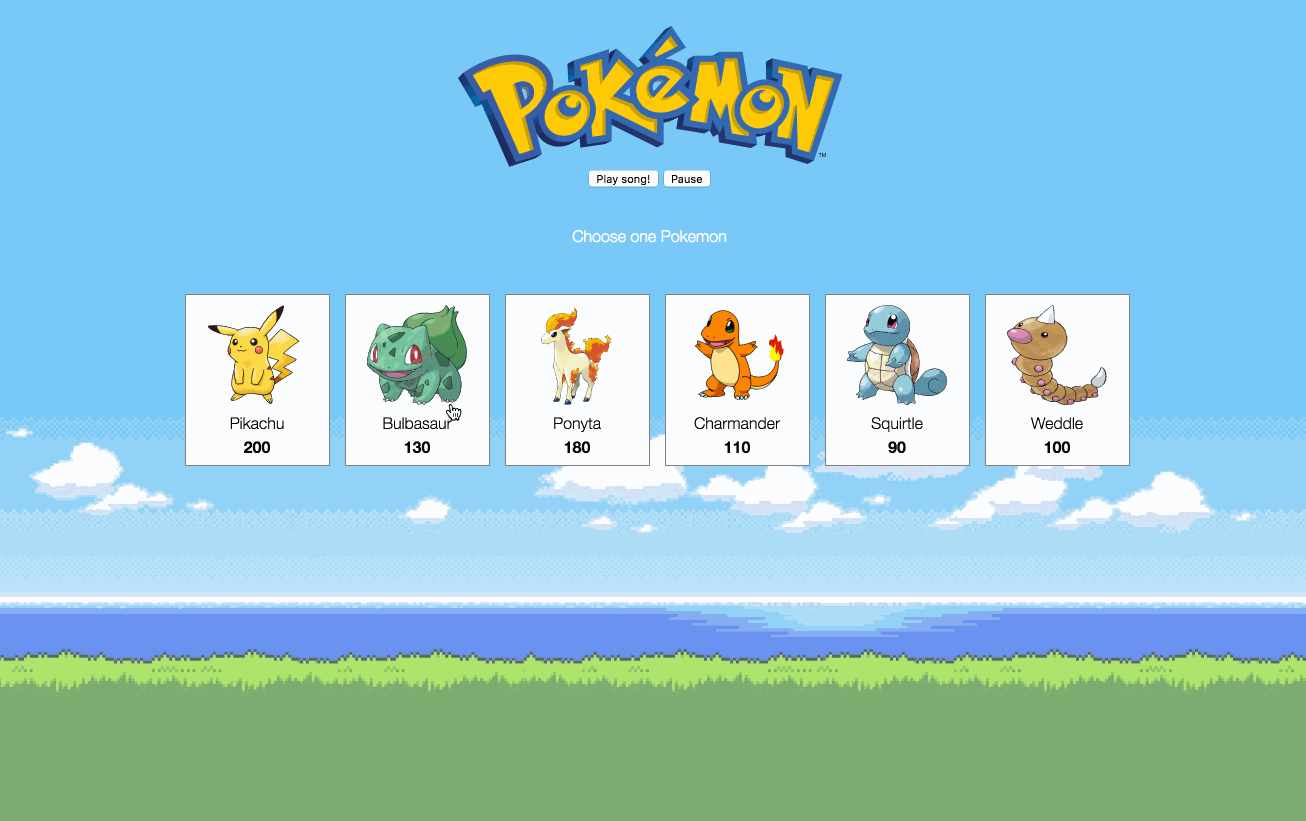 POKéMON
TM
Play song! Pause
Choose one Pokemon
Pikachu Bulbasaur Ponyta Charmander Squirtle Weddle
200 130 180 110 90 100